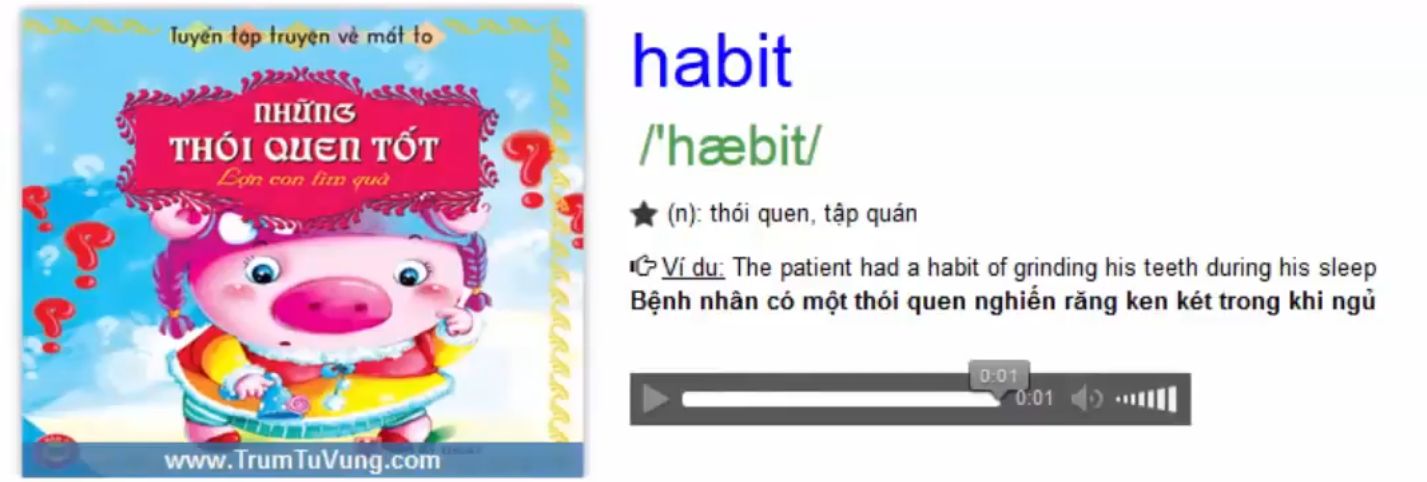 Tuyển tập truyện vẽ mắt to
NHỮNG
THÓI QUEN TỐT
Lợn con tìm quà
www.TrumTuVung.com
habit
/'hæbit/
(n): thói quen, tập quán
Ví dụ: The patient had a habit of grinding his teeth during his sleep
Bệnh nhân có một thói quen nghiến răng ken két trong khi ngủ
0:01
0:01